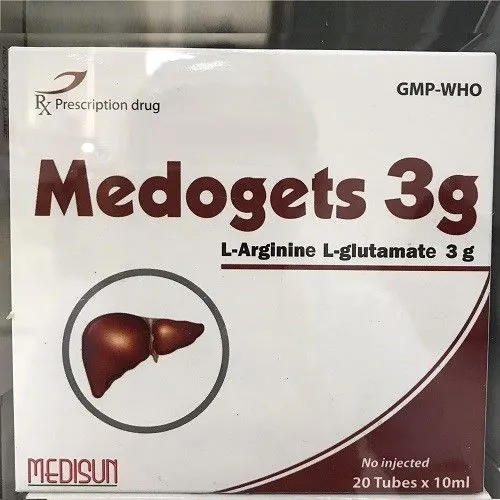 GMP-WHO
Rx Prescription drug
Medogets 3g
L-Arginine L-glutamate 3 g
MEDISUN
No injected
20 Tubes x 10ml